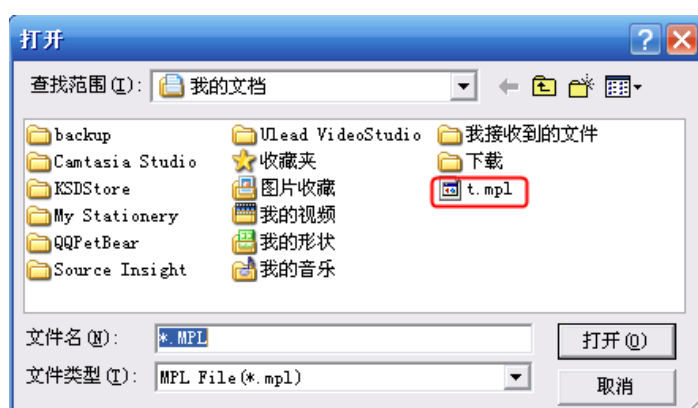 打开
查找范围(I): 我的文档
backup Ulead VideoStudio 我接收到的文件
Camtasia Studio 收藏夹 下载
KSDStore 图片收藏 t.mpl
My Stationery 我的视频
QQPetBear 我的形状
Source Insight 我的音乐
文件名(N): *.MPL 打开(O)
文件类型(T): MPL File(*.mpl) 取消